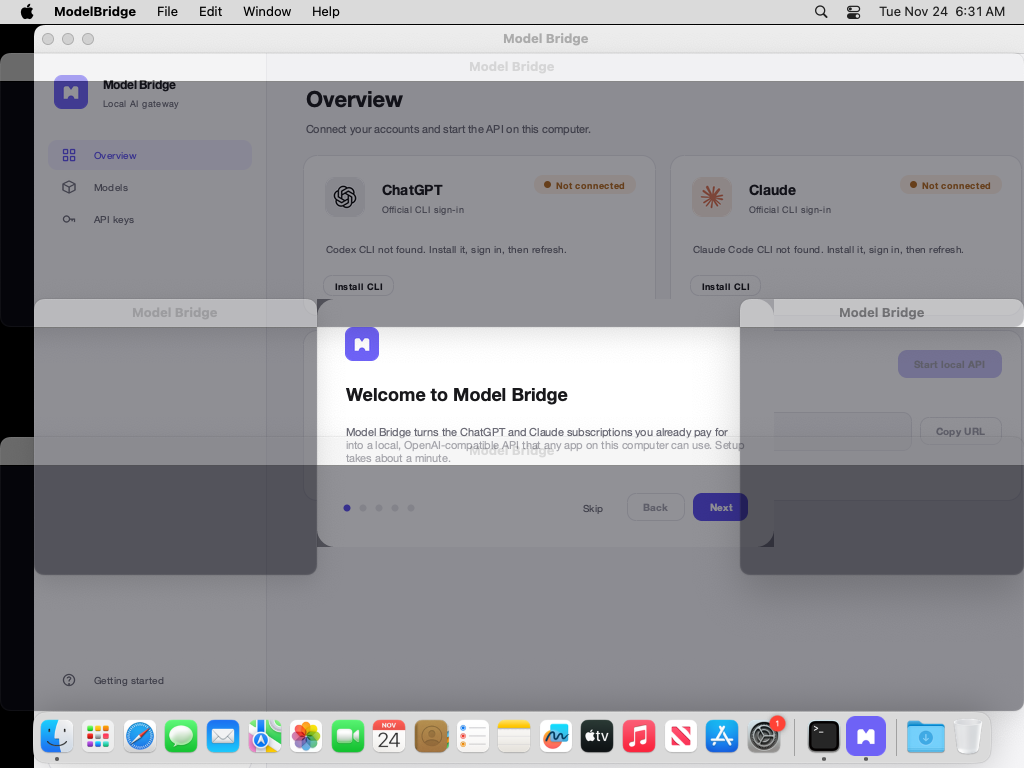 ModelBridge File Edit Window Help Tue Nov 24 6:31 AM
Model Bridge
Model Bridge
Model Bridge
Local AI gateway
Overview
Models
API keys
Overview
Connect your accounts and start the API on this computer.
ChatGPT
Official CLI sign-in
Not connected
Codex CLI not found. Install it, sign in, then refresh.
Install CLI
Claude
Official CLI sign-in
Not connected
Claude Code CLI not found. Install it, sign in, then refresh.
Install CLI
Model Bridge
Model Bridge
Start local API
Copy URL
Welcome to Model Bridge
Model Bridge turns the ChatGPT and Claude subscriptions you already pay for
into a local, OpenAI-compatible API that any app on this computer can use. Setup
takes about a minute.
Model Bridge
Skip
Back
Next
Getting started
NOV
24
tv
1